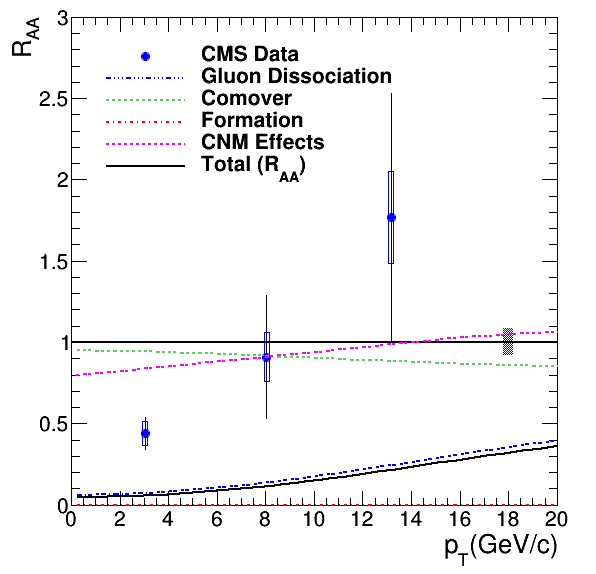 R_AA
3
2.5
2
1.5
1
0.5
0
CMS Data
Gluon Dissociation
Comover
Formation
CNM Effects
Total (R_AA)
0 2 4 6 8 10 12 14 16 18 20
p_T(GeV/c)